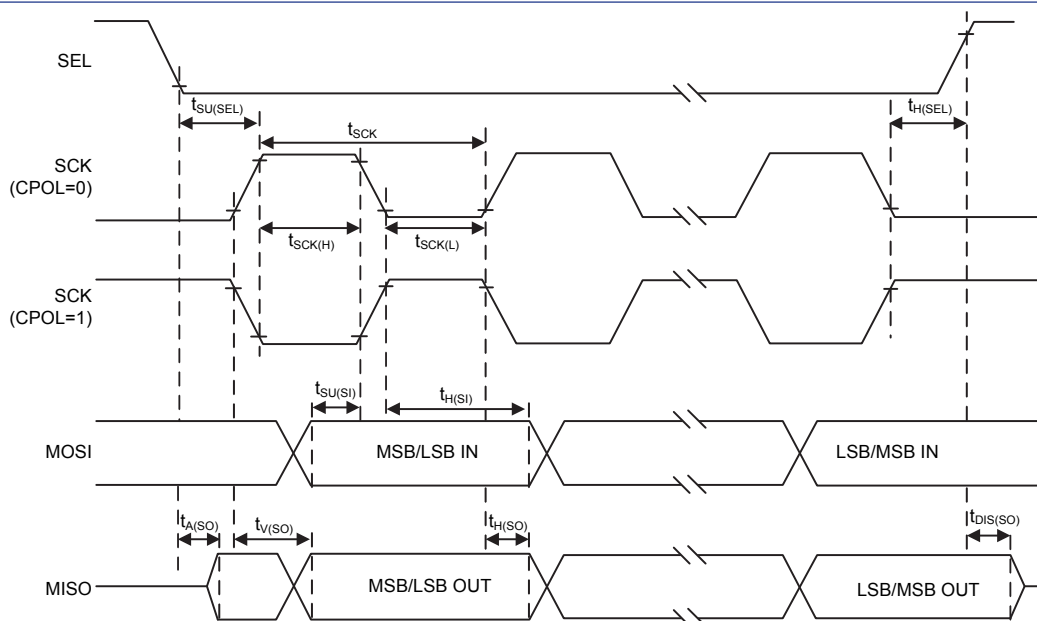 SEL
tSU(SEL)
tH(SEL)
tSCK
SCK
(CPOL=0)
tSCK(H)
tSCK(L)
SCK
(CPOL=1)
tSU(SI)
tH(SI)
MOSI
MSB/LSB IN
LSB/MSB IN
tA(SO)
tV(SO)
tH(SO)
tDIS(SO)
MISO
MSB/LSB OUT
LSB/MSB OUT